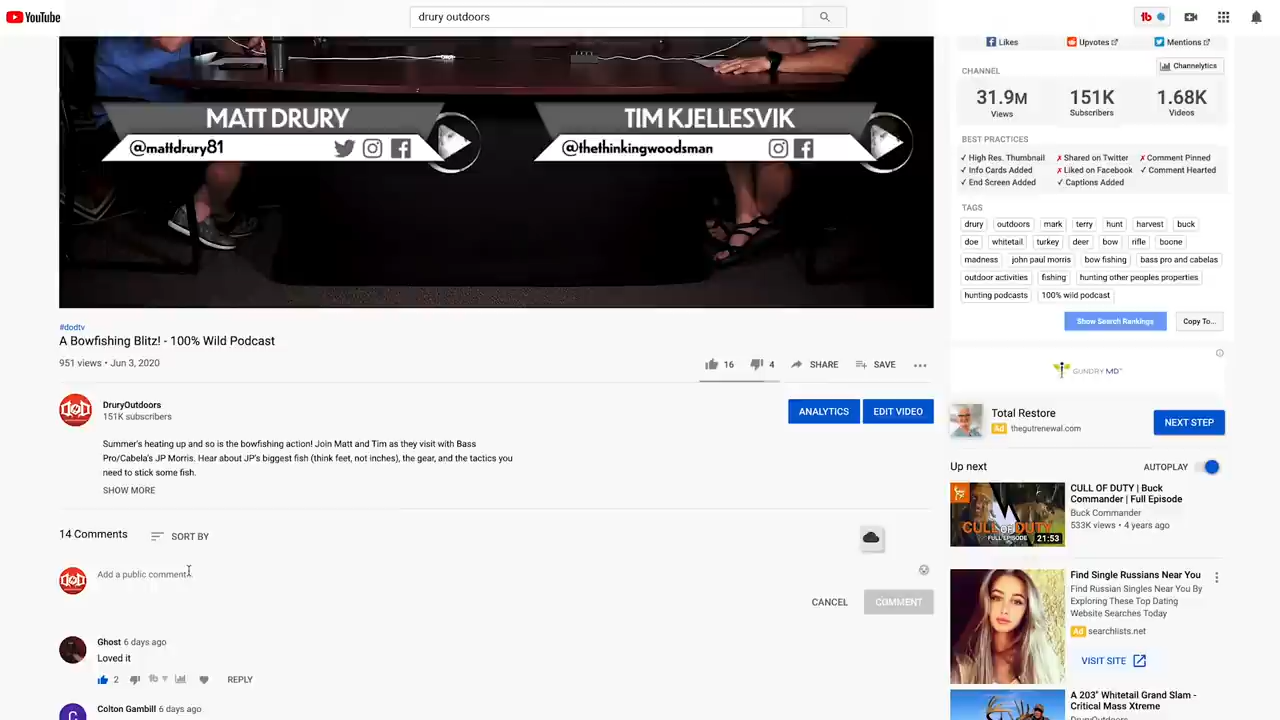 YouTube
drury outdoors
tb
MATT DRURY
@mattdrury81
TIM KJELLESVIK
@thethinkingwoodsman
#dodtv
A Bowfishing Blitz! - 100% Wild Podcast
951 views • Jun 3, 2020
16
4
SHARE
SAVE
DruryOutdoors
151K subscribers
ANALYTICS
EDIT VIDEO
Summer's heating up and so is the bowfishing action! Join Matt and Tim as they visit with Bass
Pro/Cabela's JP Morris. Hear about JP's biggest fish (think feet, not inches), the gear, and the tactics you
need to stick some fish.
SHOW MORE
14 Comments
SORT BY
Add a public comment.
CANCEL
COMMENT
Ghost 6 days ago
Loved it
2
tb
REPLY
C
Colton Gambill 6 days ago
Likes
Upvotes
Mentions
CHANNEL
Channelytics
31.9M
Views
151K
Subscribers
1.68K
Videos
BEST PRACTICES
✓ High Res. Thumbnail
✗ Shared on Twitter
✗ Comment Pinned
✓ Info Cards Added
✗ Liked on Facebook
✓ Comment Hearted
✓ End Screen Added
✓ Captions Added
TAGS
drury
outdoors
mark
terry
hunt
harvest
buck
doe
whitetail
turkey
deer
bow
rifle
boone
madness
john paul morris
bow fishing
bass pro and cabelas
outdoor activities
fishing
hunting other peoples properties
hunting podcasts
100% wild podcast
Show Search Rankings
Copy To...
GUNDRY MD™
Total Restore
Ad thegutrenewal.com
NEXT STEP
Up next
AUTOPLAY
CULL OF DUTY
FULL EPISODE
21:53
CULL OF DUTY | Buck
Commander | Full Episode
Buck Commander
533K views • 4 years ago
Find Single Russians Near You
Find Russian Singles Near You By
Exploring These Top Dating
Website Searches Today
Ad searchlists.net
VISIT SITE
A 203" Whitetail Grand Slam -
Critical Mass Xtreme
DruryOutdoors